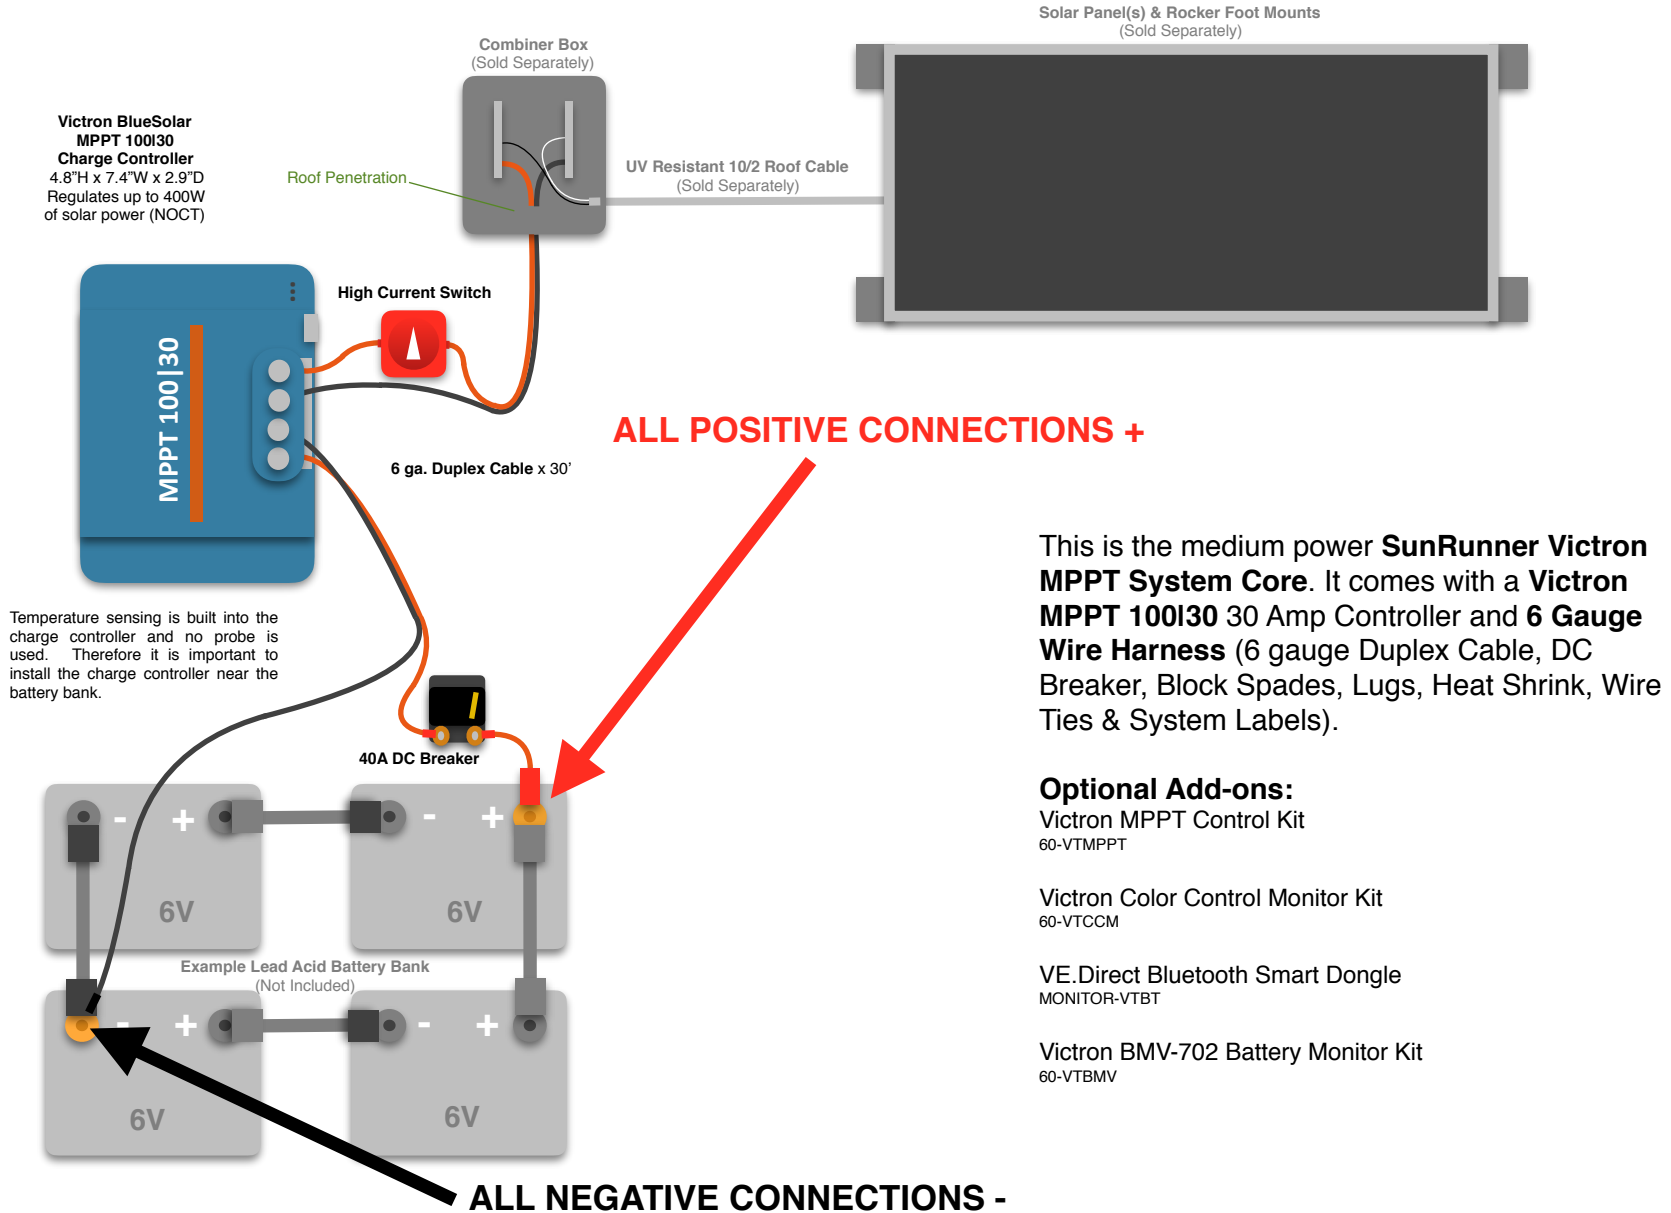 Solar Panel(s) & Rocker Foot Mounts
(Sold Separately)
Combiner Box
(Sold Separately)
Victron BlueSolar
MPPT 100|30
Charge Controller
4.8”H x 7.4”W x 2.9”D
Regulates up to 400W
of solar power (NOCT)
Roof Penetration
UV Resistant 10/2 Roof Cable
(Sold Separately)
High Current Switch
MPPT 100|30
ALL POSITIVE CONNECTIONS +
6 ga. Duplex Cable x 30’
This is the medium power SunRunner Victron
MPPT System Core. It comes with a Victron
MPPT 100|30 30 Amp Controller and 6 Gauge
Wire Harness (6 gauge Duplex Cable, DC
Breaker, Block Spades, Lugs, Heat Shrink, Wire
Ties & System Labels).
Temperature sensing is built into the
charge controller and no probe is
used. Therefore it is important to
install the charge controller near the
battery bank.
40A DC Breaker
Optional Add-ons:
Victron MPPT Control Kit
60-VTMPPT
Victron Color Control Monitor Kit
60-VTCCM
VE.Direct Bluetooth Smart Dongle
MONITOR-VTBT
Victron BMV-702 Battery Monitor Kit
60-VTBMV
- + - +
6V 6V
Example Lead Acid Battery Bank
(Not Included)
- + - +
6V 6V
ALL NEGATIVE CONNECTIONS -